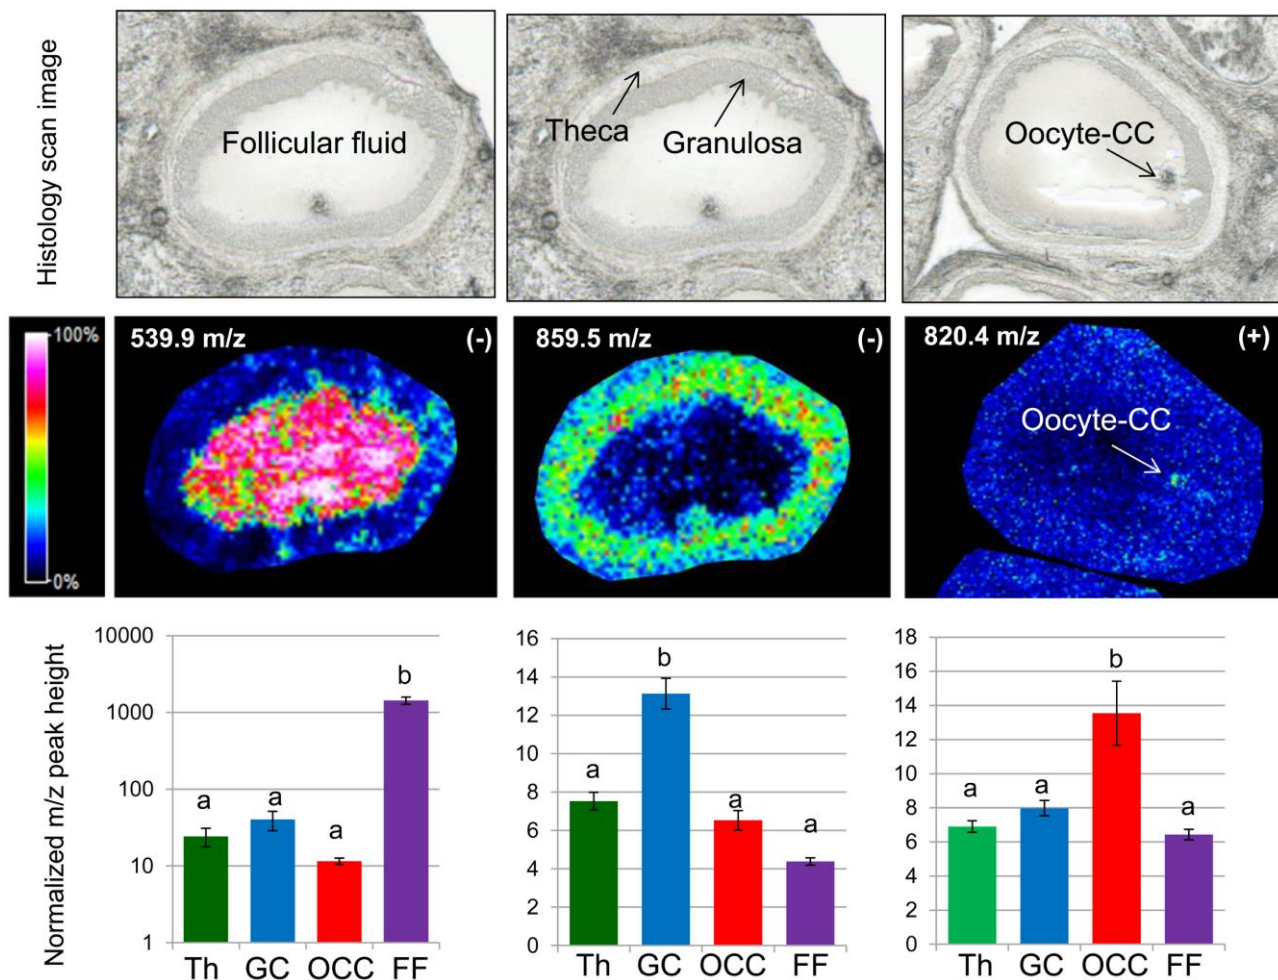 Histology scan image
Follicular fluid
Theca
Granulosa
Oocyte-CC
100%
0%
539.9 m/z
(-)
859.5 m/z
(-)
820.4 m/z
(+)
Oocyte-CC
Normalized m/z peak height
10000
1000
100
10
1
a
a
a
b
Th GC OCC FF
16
14
12
10
8
6
4
2
0
a
b
a
a
Th GC OCC FF
18
16
14
12
10
8
6
4
2
0
a
a
b
a
Th GC OCC FF